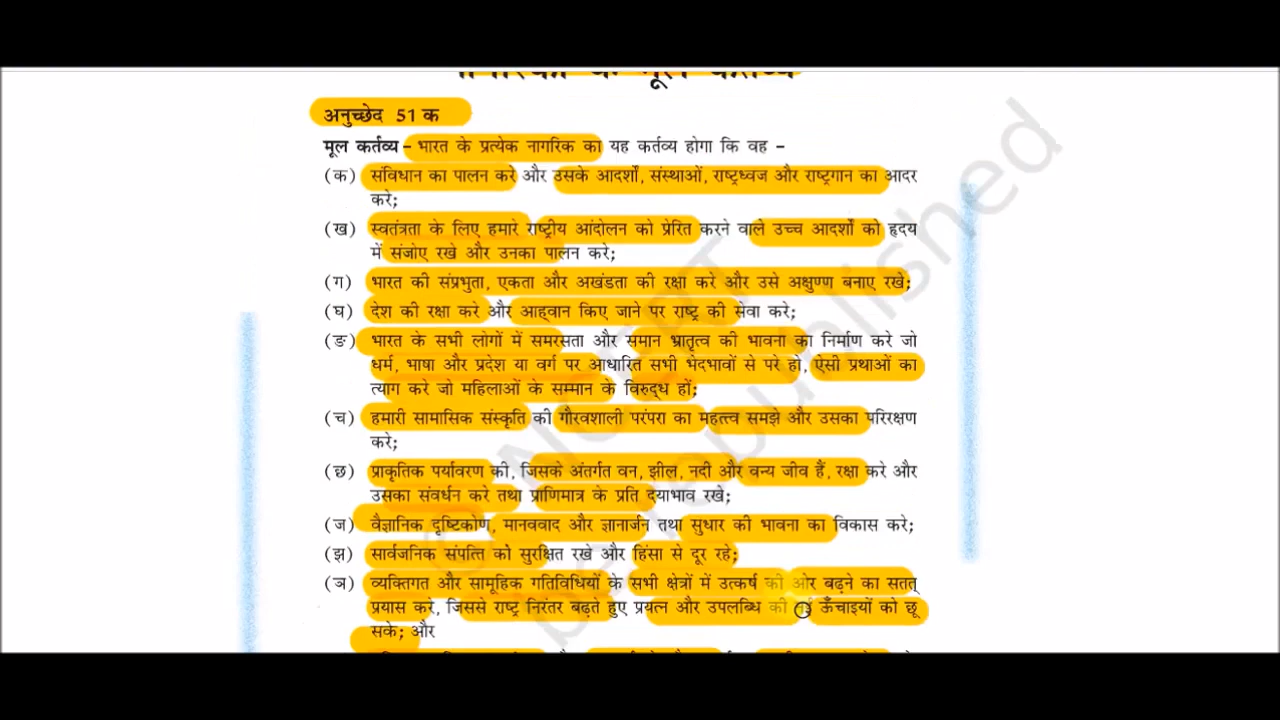 के मूल कर्तव्य
अनुच्छेद 51 क
मूल कर्तव्य – भारत के प्रत्येक नागरिक का यह कर्तव्य होगा कि वह –
(क) संविधान का पालन करे और उसके आदर्शों, संस्थाओं, राष्ट्रध्वज और राष्ट्रगान का आदर
करे;
(ख) स्वतंत्रता के लिए हमारे राष्ट्रीय आंदोलन को प्रेरित करने वाले उच्च आदर्शों को हृदय
में संजोए रखे और उनका पालन करे;
(ग) भारत की संप्रभुता, एकता और अखंडता की रक्षा करे और उसे अक्षुण्ण बनाए रखे;
(घ) देश की रक्षा करे और आह्वान किए जाने पर राष्ट्र की सेवा करे;
(ङ) भारत के सभी लोगों में समरसता और समान भ्रातृत्व की भावना का निर्माण करे जो
धर्म, भाषा और प्रदेश या वर्ग पर आधारित सभी भेदभावों से परे हो, ऐसी प्रथाओं का
त्याग करे जो महिलाओं के सम्मान के विरुद्ध हों;
(च) हमारी सामासिक संस्कृति की गौरवशाली परंपरा का महत्त्व समझे और उसका परिरक्षण
करे;
(छ) प्राकृतिक पर्यावरण की, जिसके अंतर्गत वन, झील, नदी और वन्य जीव हैं, रक्षा करे और
उसका संवर्धन करे तथा प्राणिमात्र के प्रति दयाभाव रखे;
(ज) वैज्ञानिक दृष्टिकोण, मानववाद और ज्ञानार्जन तथा सुधार की भावना का विकास करे;
(झ) सार्वजनिक संपत्ति को सुरक्षित रखे और हिंसा से दूर रहे;
(ञ) व्यक्तिगत और सामूहिक गतिविधियों के सभी क्षेत्रों में उत्कर्ष की ओर बढ़ने का सतत्
प्रयास करे, जिससे राष्ट्र निरंतर बढ़ते हुए प्रयत्न और उपलब्धि की ऊँचाइयों को छू
सके; और
republished